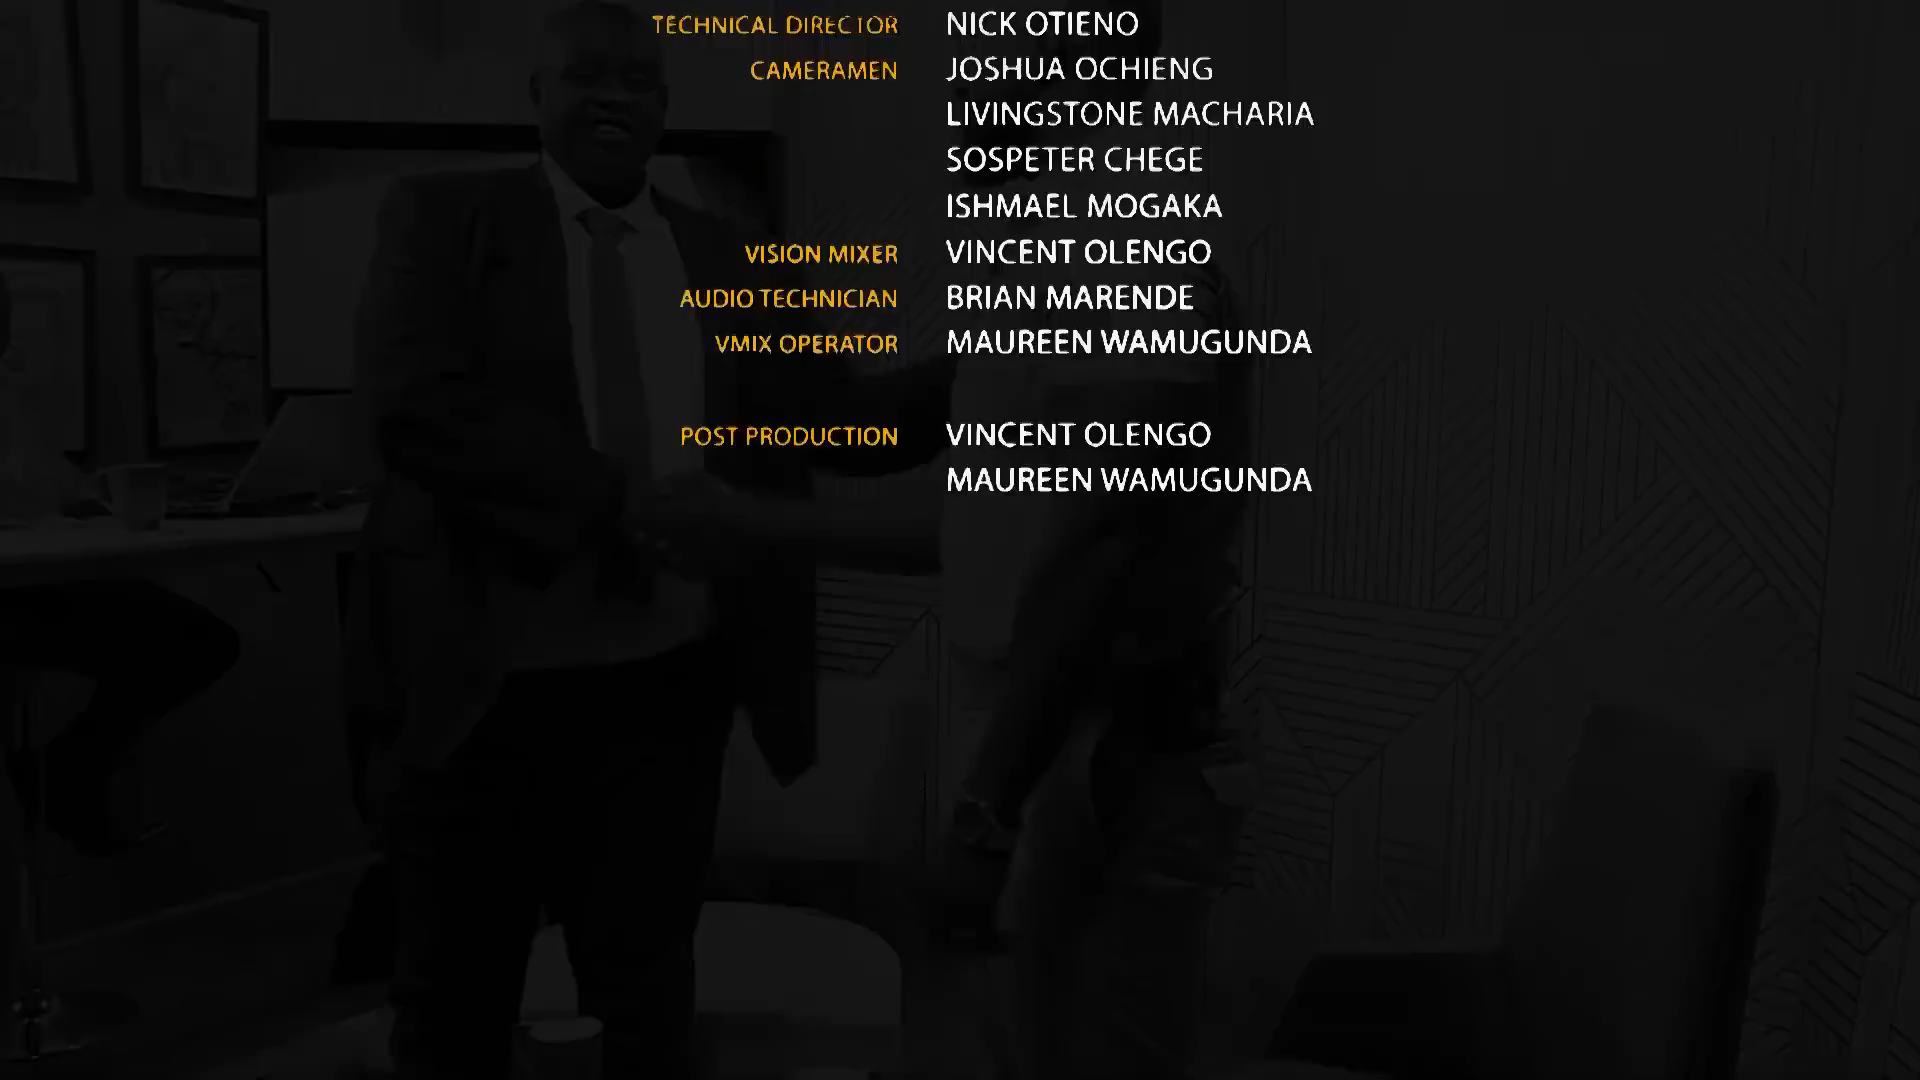 TECHNICAL DIRECTOR NICK OTIENO
CAMERAMEN JOSHUA OCHIENG
LIVINGSTONE MACHARIA
SOSPETER CHEGE
ISHMAEL MOGAKA
VISION MIXER VINCENT OLENGO
AUDIO TECHNICIAN BRIAN MARENDE
VMIX OPERATOR MAUREEN WAMUGUNDA
POST PRODUCTION VINCENT OLENGO
MAUREEN WAMUGUNDA